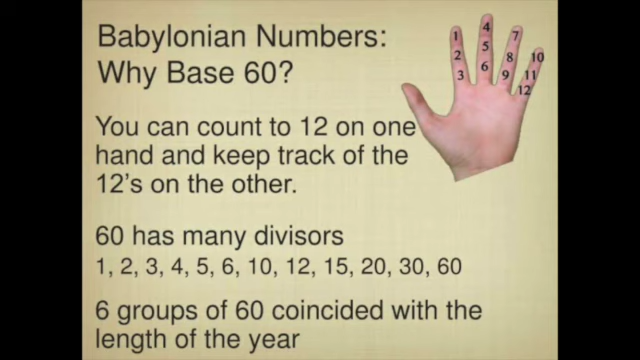 Babylonian Numbers:
Why Base 60?
1 4 7 10
2 5 8 11
3 6 9 12
You can count to 12 on one
hand and keep track of the
12's on the other.
60 has many divisors
1, 2, 3, 4, 5, 6, 10, 12, 15, 20, 30, 60
6 groups of 60 coincided with the
length of the year